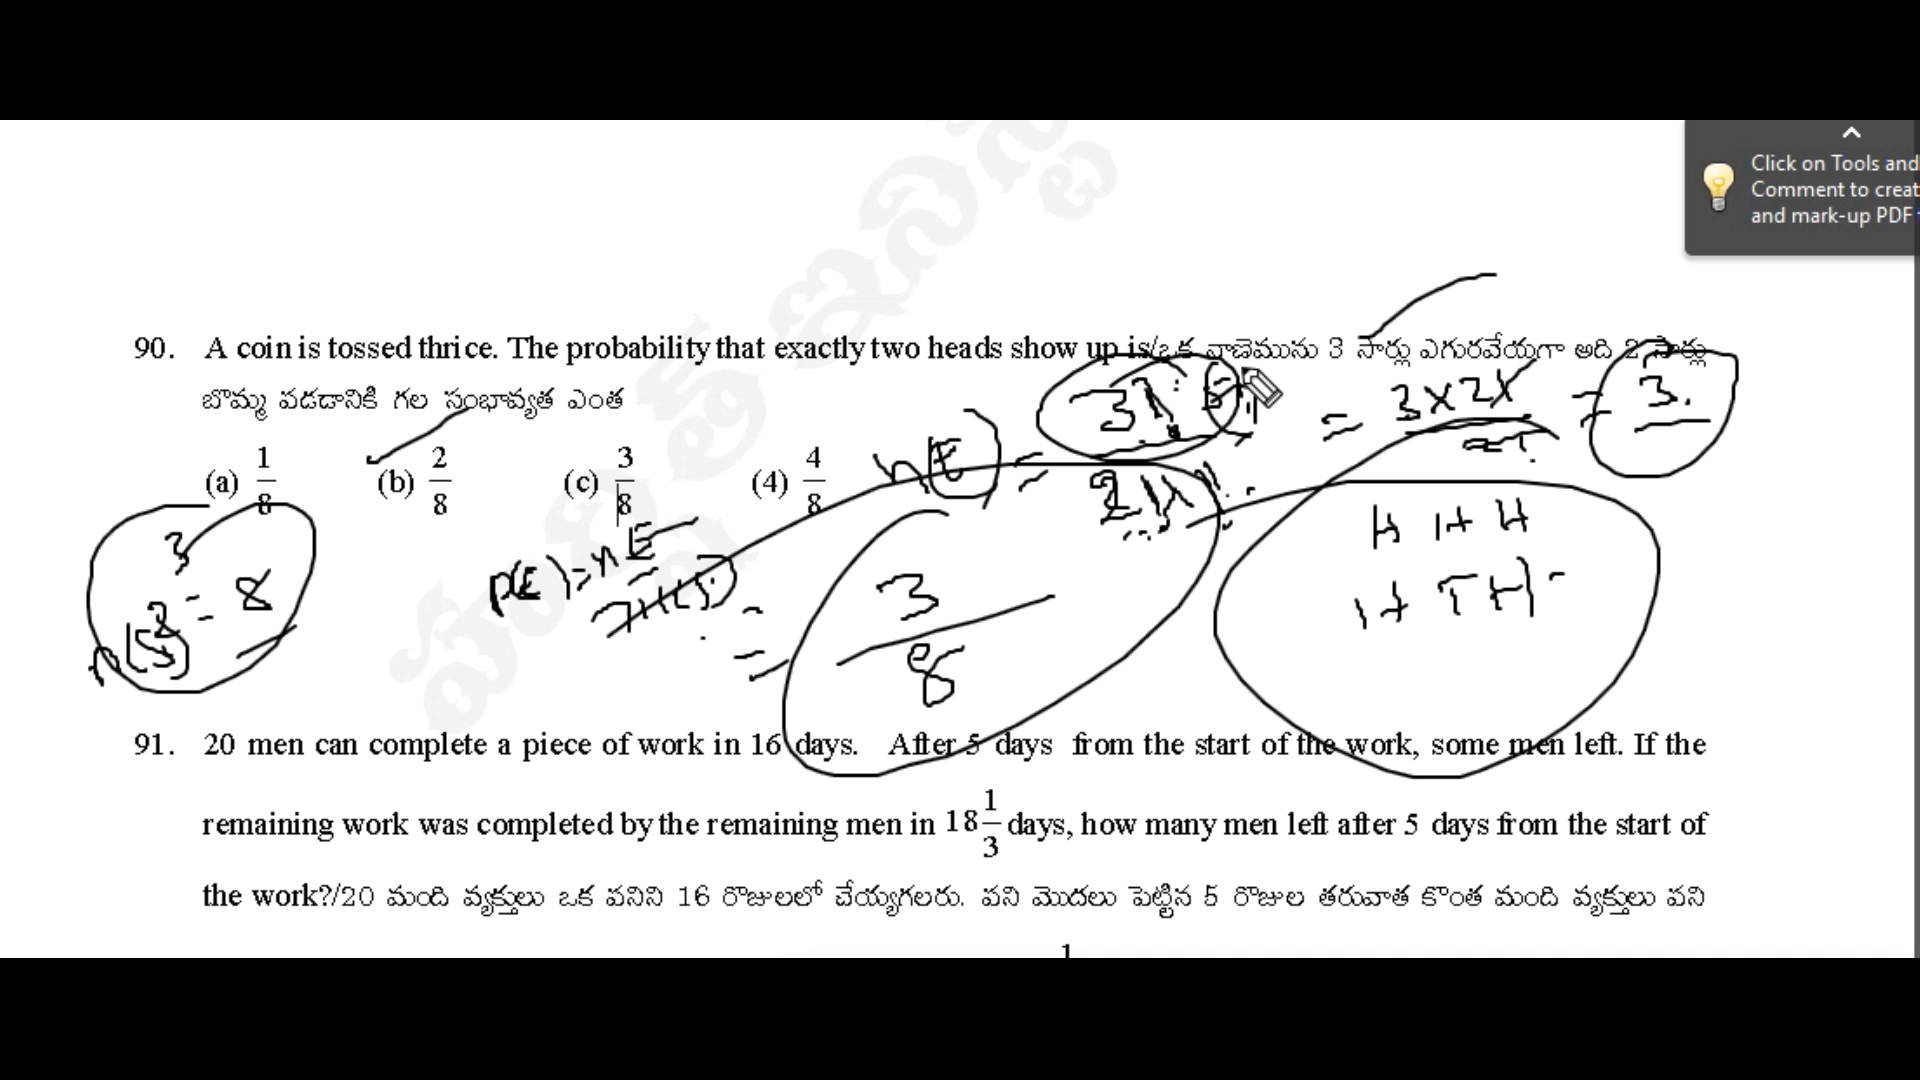 Click on Tools and
Comment to creat
and mark-up PDF
90. A coin is tossed thrice. The probability that exactly two heads show up is/ఒక నాణెమును 3 సార్లు ఎగురవేయగా అది 2 సార్లు
బొమ్మ పడడానికి గల సంభావ్యత ఎంత
(a) 1/8 (b) 2/8 (c) 3/8 (4) 4/8
n(E) = 3! / 2! = 3×2! / 2! = 3
n(S) = 2³ = 8
P(E) = n(E) / n(S)
= 3/8
H H H
H T H
91. 20 men can complete a piece of work in 16 days. After 5 days from the start of the work, some men left. If the
remaining work was completed by the remaining men in 18 1/3 days, how many men left after 5 days from the start of
the work?/20 మంది వ్యక్తులు ఒక పనిని 16 రొజులలో చేయ్యగలరు. పని మొదలు పెట్టిన 5 రొజుల తరువాత కొంత మంది వ్యక్తులు పని
1